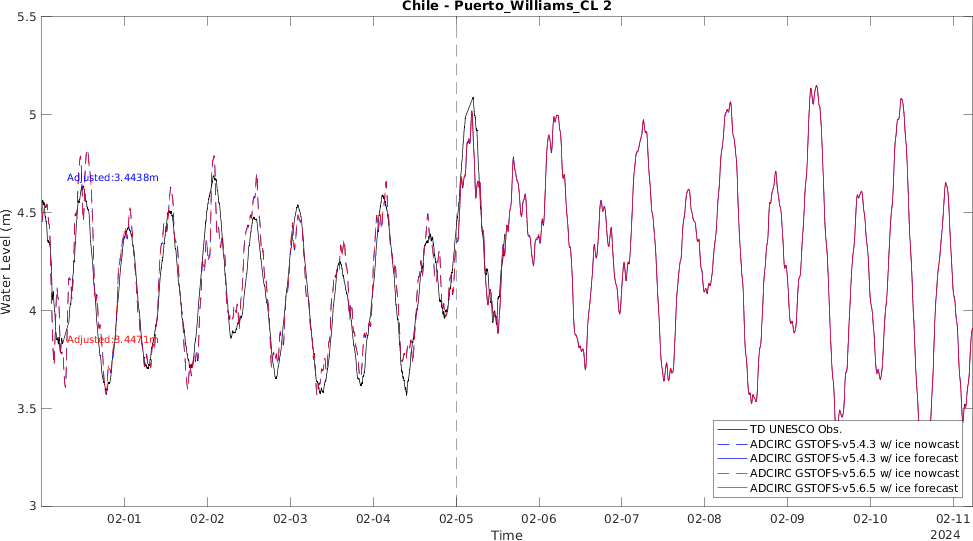 Chile - Puerto_Williams_CL 2
5.5
5
4.5
4
3.5
3
Water Level (m)
Adjusted:3.4438m
Adjusted:3.4471m
TD UNESCO Obs.
ADCIRC GSTOFS-v5.4.3 w/ ice nowcast
ADCIRC GSTOFS-v5.4.3 w/ ice forecast
ADCIRC GSTOFS-v5.6.5 w/ ice nowcast
ADCIRC GSTOFS-v5.6.5 w/ ice forecast
02-01 02-02 02-03 02-04 02-05 02-06 02-07 02-08 02-09 02-10 02-11
Time
2024